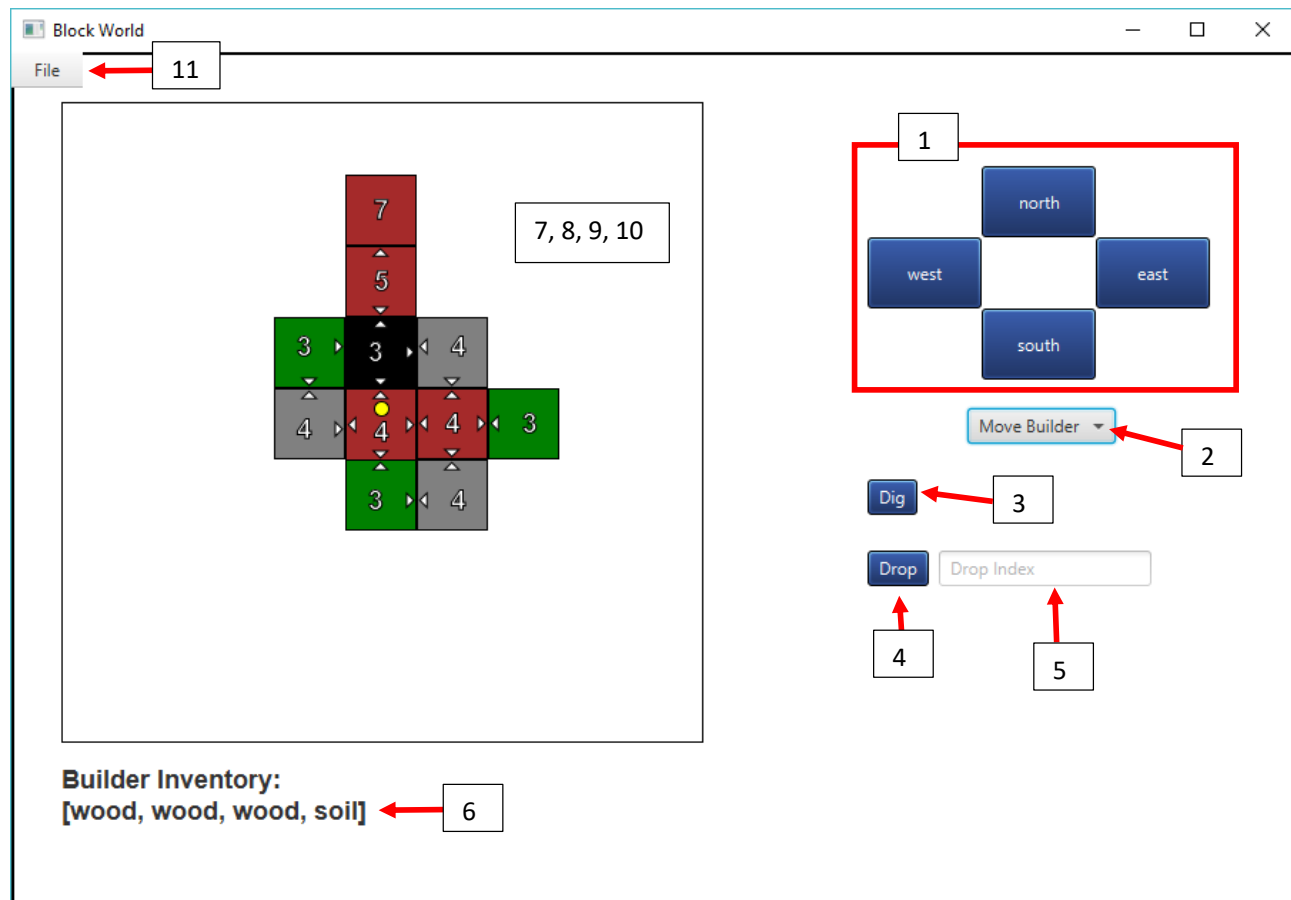 Block World
File
11
1
north
7
7, 8, 9, 10
5
west
east
3 3 4
south
4 4 4 3
Move Builder
2
3 4
Dig
3
Drop
Drop Index
4
5
Builder Inventory:
[wood, wood, wood, soil]
6